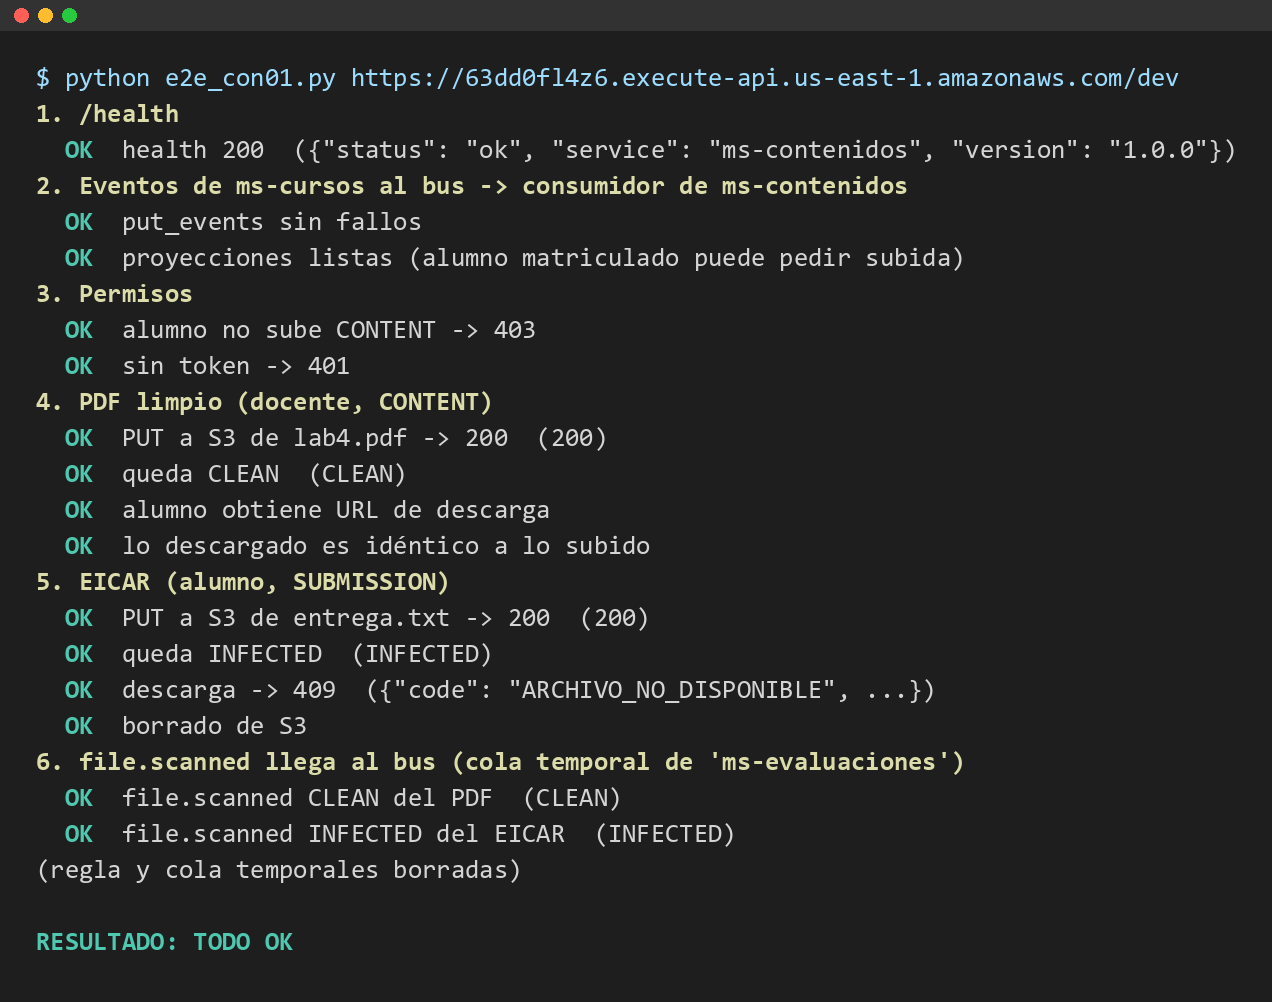 $ python e2e_con01.py https://63dd0fl4z6.execute-api.us-east-1.amazonaws.com/dev
1. /health
OK  health 200  ({"status": "ok", "service": "ms-contenidos", "version": "1.0.0"})
2. Eventos de ms-cursos al bus -> consumidor de ms-contenidos
OK  put_events sin fallos
OK  proyecciones listas (alumno matriculado puede pedir subida)
3. Permisos
OK  alumno no sube CONTENT -> 403
OK  sin token -> 401
4. PDF limpio (docente, CONTENT)
OK  PUT a S3 de lab4.pdf -> 200  (200)
OK  queda CLEAN  (CLEAN)
OK  alumno obtiene URL de descarga
OK  lo descargado es idéntico a lo subido
5. EICAR (alumno, SUBMISSION)
OK  PUT a S3 de entrega.txt -> 200  (200)
OK  queda INFECTED  (INFECTED)
OK  descarga -> 409  ({"code": "ARCHIVO_NO_DISPONIBLE", ...})
OK  borrado de S3
6. file.scanned llega al bus (cola temporal de 'ms-evaluaciones')
OK  file.scanned CLEAN del PDF  (CLEAN)
OK  file.scanned INFECTED del EICAR  (INFECTED)
(regla y cola temporales borradas)
RESULTADO: TODO OK